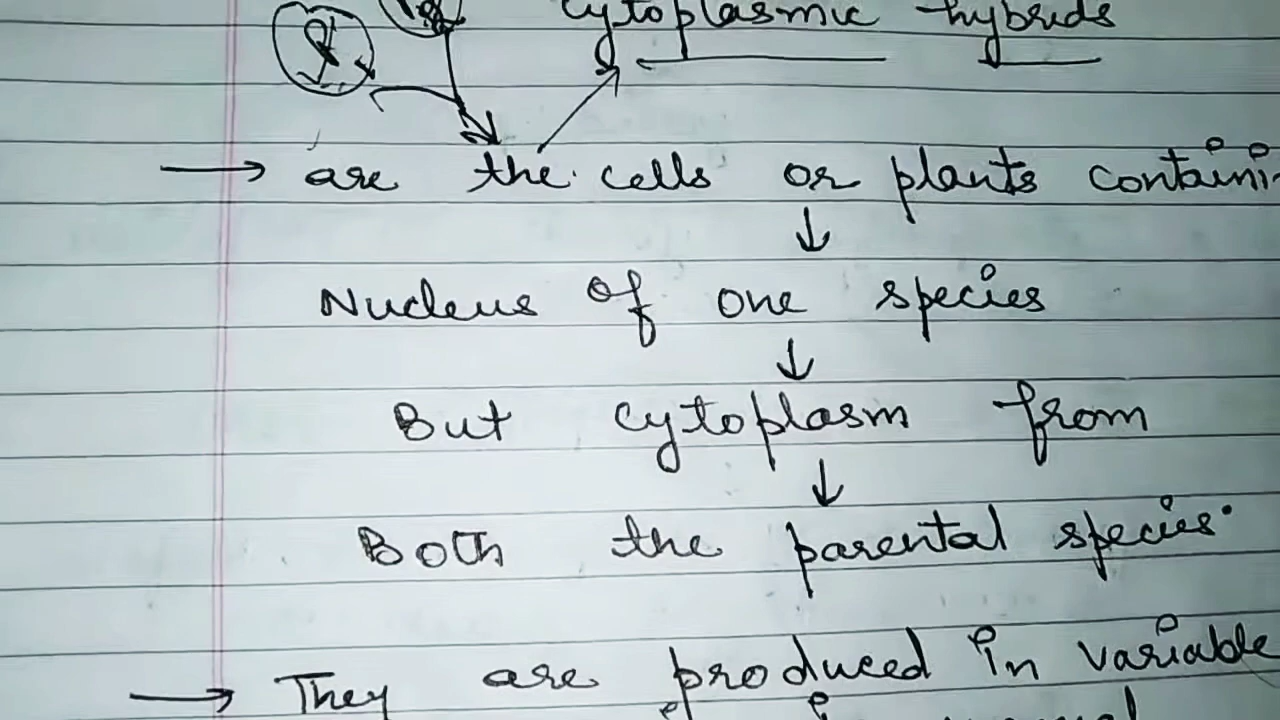 Cytoplasmic hybrids
→ are the cells or plants containi
↓
Nucleus of one species
↓
But cytoplasm from
↓
Both the parental species.
→ They are produced in variable